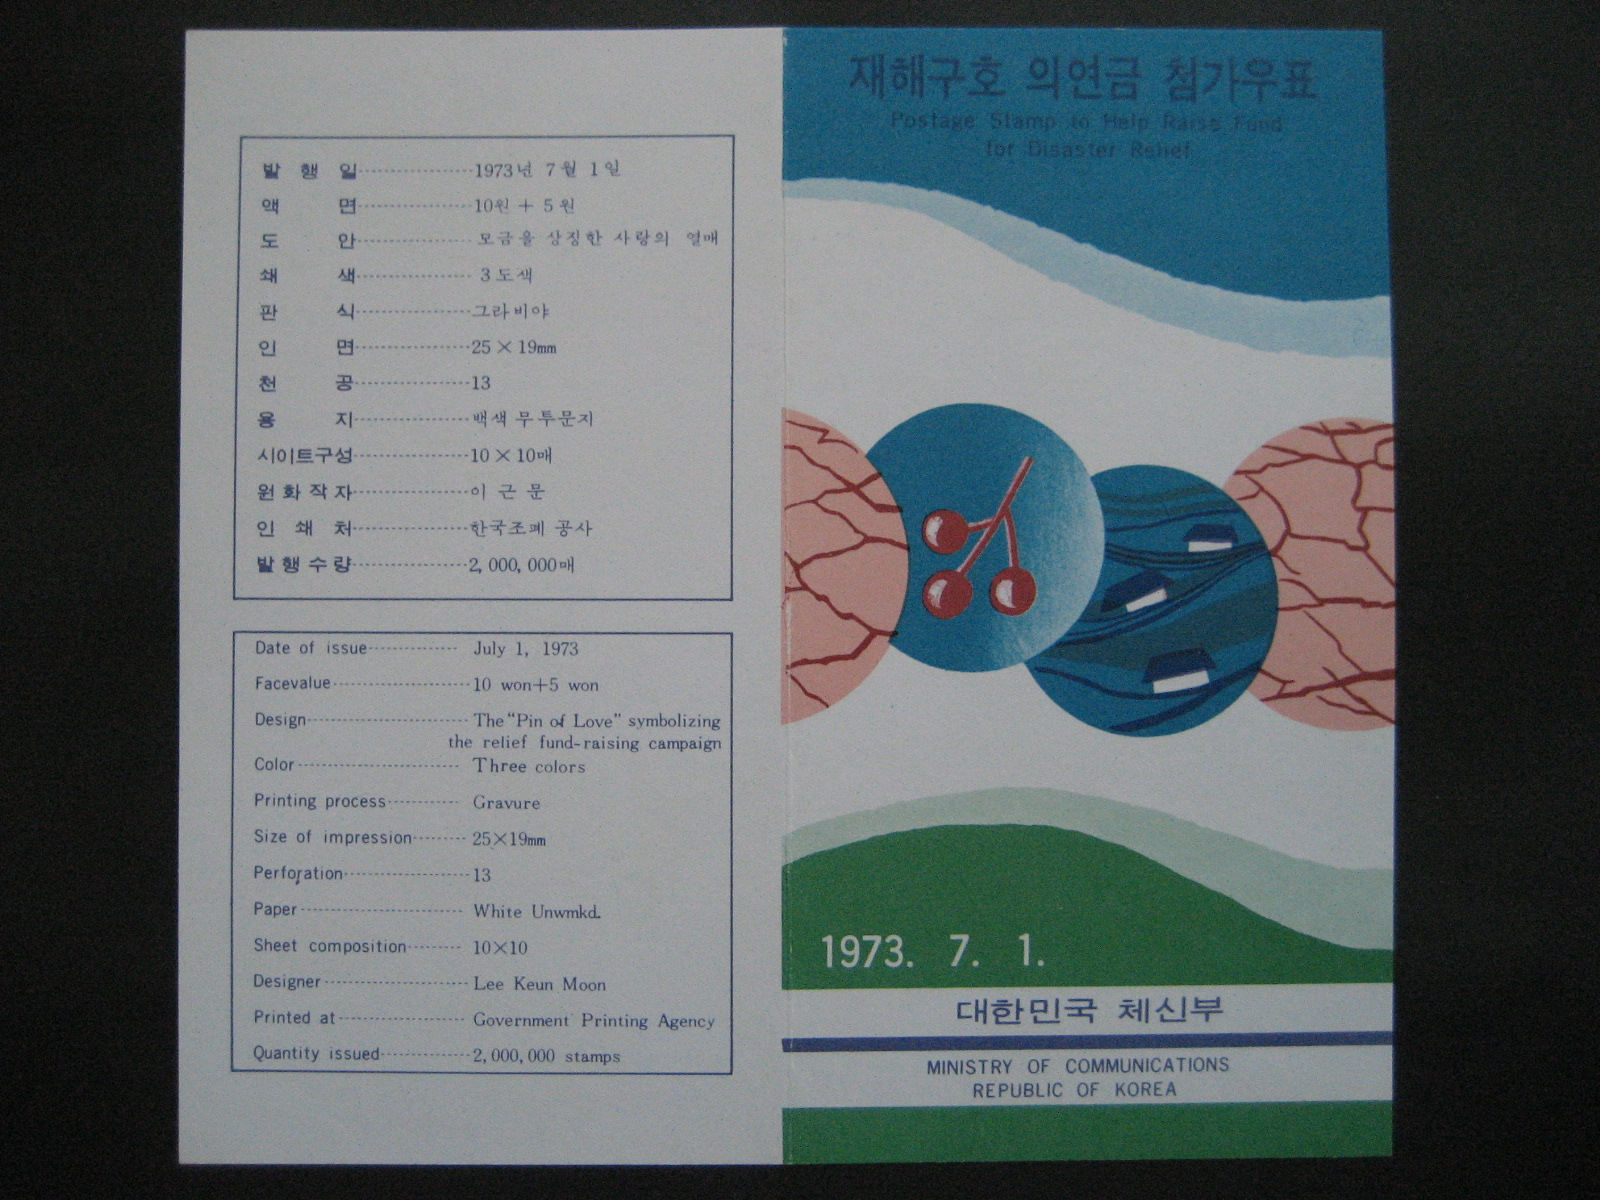 발 행 일 1973년 7월 1일
액 면 10원 + 5원
도 안 모금을 상징한 사랑의 열매
쇄 색 3도색
판 식 그라비야
인 면 25×19mm
천 공 13
용 지 백색 무투문지
시이트구성 10×10매
원 화 작 자 이 근 문
인 쇄 처 한국조폐 공사
발 행 수 량 2,000,000매
Date of issue July 1, 1973
Facevalue 10 won+5 won
Design The "Pin of Love" symbolizing
the relief fund-raising campaign
Color Three colors
Printing process Gravure
Size of impression 25×19mm
Perforation 13
Paper White Unwmkd.
Sheet composition 10×10
Designer Lee Keun Moon
Printed at Government Printing Agency
Quantity issued 2,000,000 stamps
재해구호 의연금 첨가우표
Postage Stamp to Help Raise Fund
for Disaster Relief
1973. 7. 1.
대한민국 체신부
MINISTRY OF COMMUNICATIONS
REPUBLIC OF KOREA